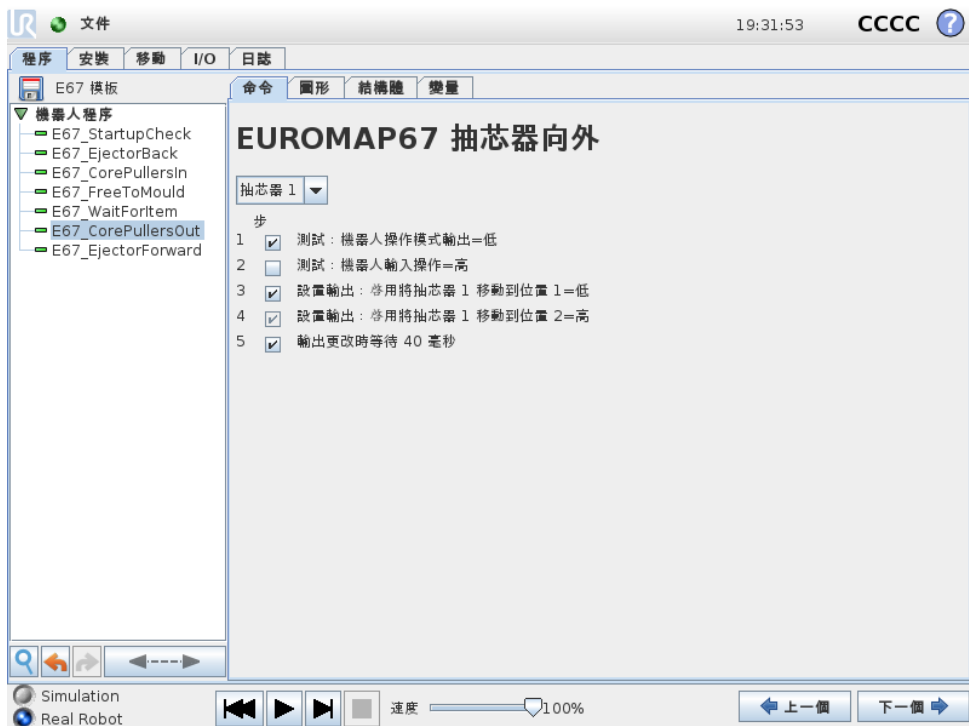 UR 文件 19:31:53 CCCC ?
程序 安裝 移動 I/O 日誌
E67 模板
命令 圖形 結構體 變量
機器人程序
E67_StartupCheck
E67_EjectorBack
E67_CorePullersIn
E67_FreeToMould
E67_WaitForItem
E67_CorePullersOut
E67_EjectorForward
EUROMAP67 抽芯器向外
抽芯器 1
步
1 測試：機器人操作模式輸出=低
2 測試：機器人輸入操作=高
3 設置輸出：啓用將抽芯器 1 移動到位置 1=低
4 設置輸出：啓用將抽芯器 1 移動到位置 2=高
5 輸出更改時等待 40 毫秒
Simulation
Real Robot
速度 100%
上一個 下一個